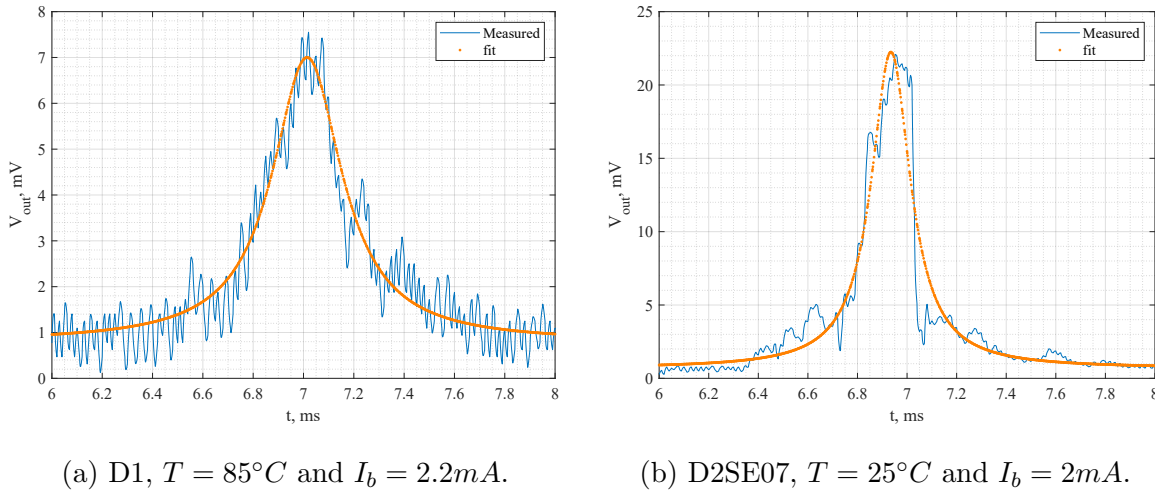 Measured
fit
8
7
6
5
4
3
2
1
0
V_out, mV
6 6.2 6.4 6.6 6.8 7 7.2 7.4 7.6 7.8 8
t, ms
(a) D1, T = 85°C and I_b = 2.2mA.
Measured
fit
25
20
15
10
5
0
V_out, mV
6 6.2 6.4 6.6 6.8 7 7.2 7.4 7.6 7.8 8
t, ms
(b) D2SE07, T = 25°C and I_b = 2mA.